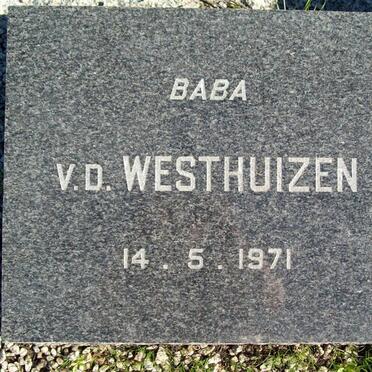 BABA
V.D. WESTHUIZEN
14 . 5 . 1971